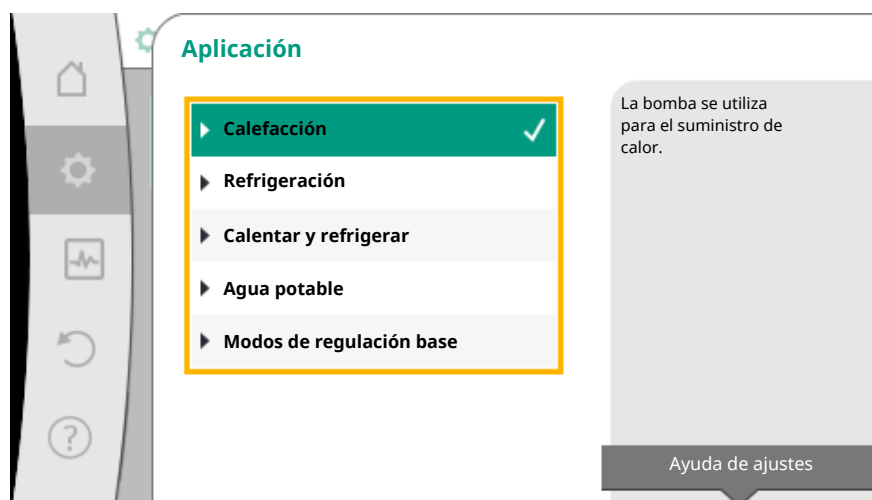 Aplicación
Calefacción
Refrigeración
Calentar y refrigerar
Agua potable
Modos de regulación base
La bomba se utiliza
para el suministro de
calor.
Ayuda de ajustes
?